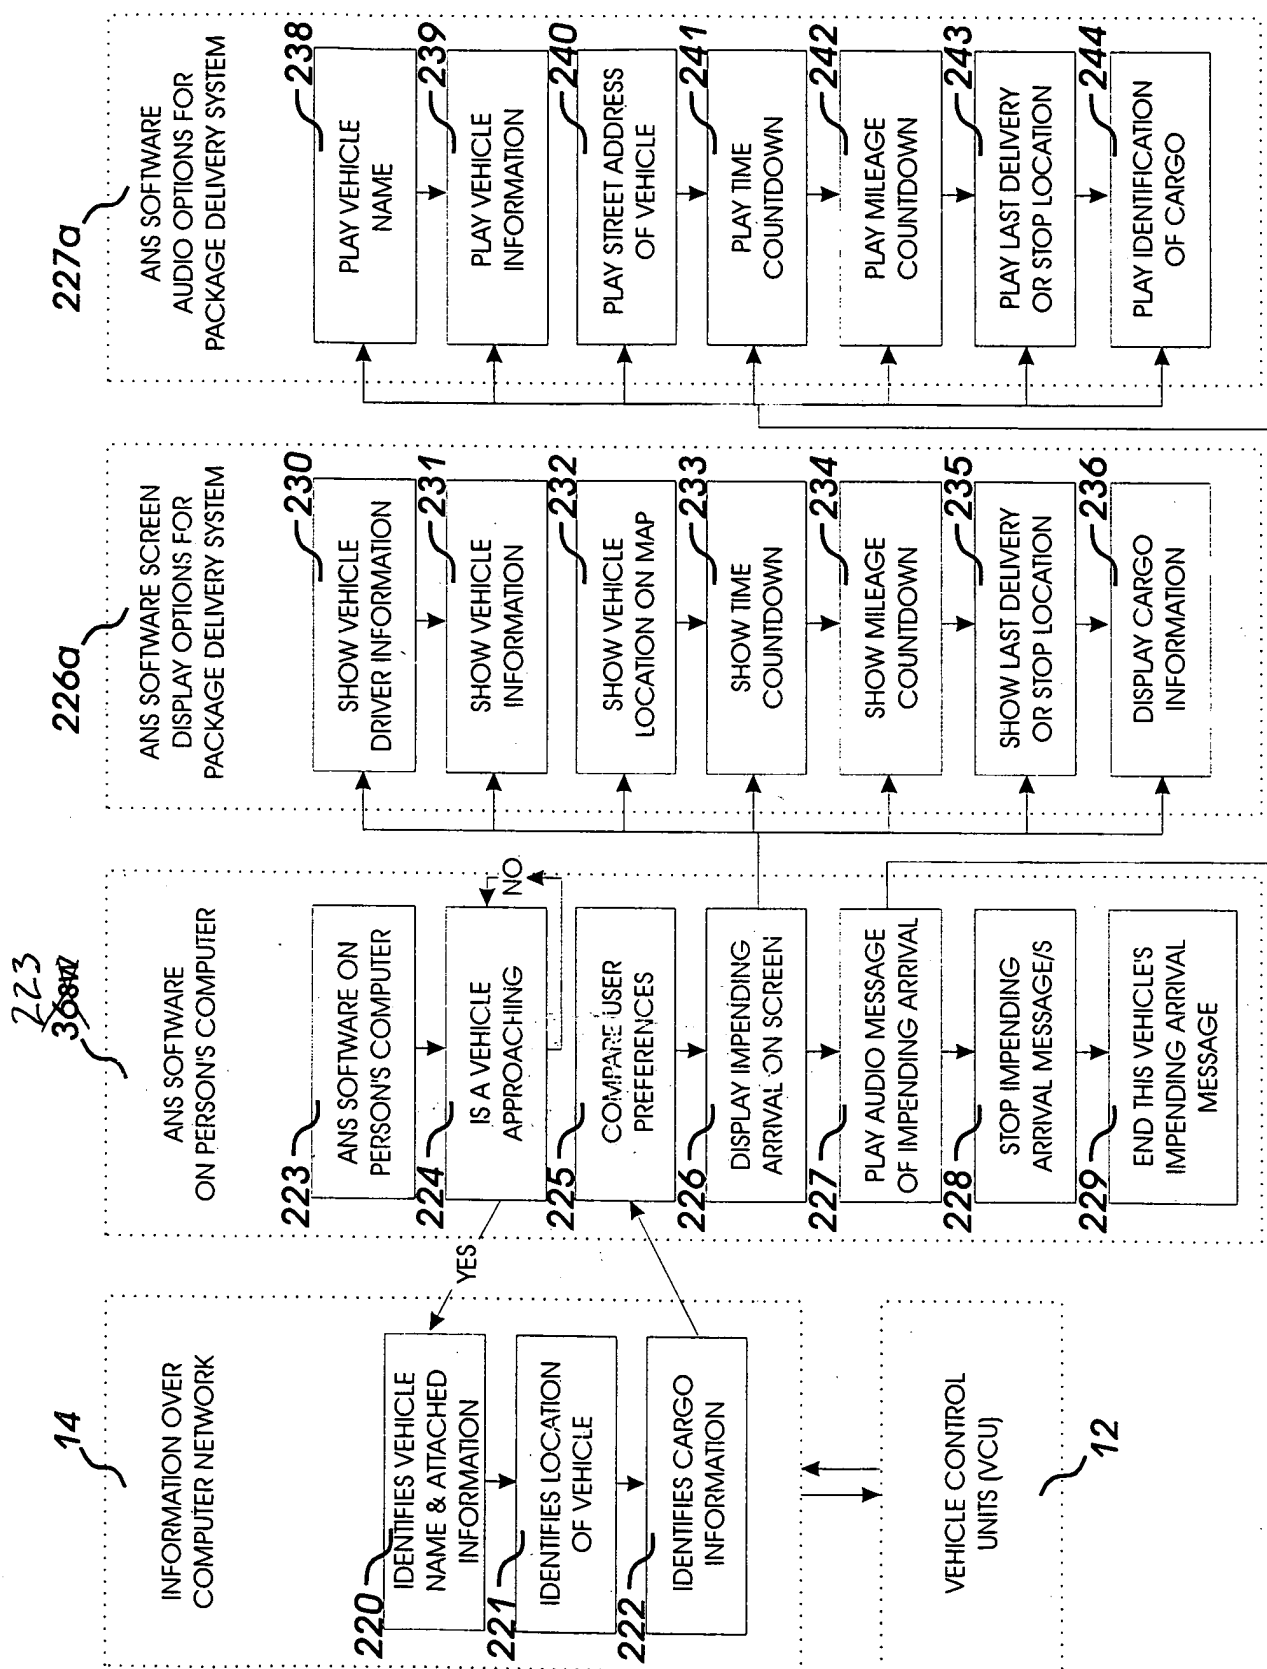 14
INFORMATION OVER
COMPUTER NETWORK
220
IDENTIFIES VEHICLE
NAME & ATTACHED
INFORMATION
221
IDENTIFIES LOCATION
OF VEHICLE
222
IDENTIFIES CARGO
INFORMATION
YES
VEHICLE CONTROL
UNITS (VCU)
12
223
ANS SOFTWARE
ON PERSON'S COMPUTER
223
ANS SOFTWARE ON
PERSON'S COMPUTER
224
IS A VEHICLE
APPROACHING
NO
225
COMPARE USER
PREFERENCES
226
DISPLAY IMPENDING
ARRIVAL ON SCREEN
227
PLAY AUDIO MESSAGE
OF IMPENDING ARRIVAL
228
STOP IMPENDING
ARRIVAL MESSAGE/S
229
END THIS VEHICLE'S
IMPENDING ARRIVAL
MESSAGE
226a
ANS SOFTWARE SCREEN
DISPLAY OPTIONS FOR
PACKAGE DELIVERY SYSTEM
230
SHOW VEHICLE
DRIVER INFORMATION
231
SHOW VEHICLE
INFORMATION
232
SHOW VEHICLE
LOCATION ON MAP
233
SHOW TIME
COUNTDOWN
234
SHOW MILEAGE
COUNTDOWN
235
SHOW LAST DELIVERY
OR STOP LOCATION
236
DISPLAY CARGO
INFORMATION
227a
ANS SOFTWARE
AUDIO OPTIONS FOR
PACKAGE DELIVERY SYSTEM
238
PLAY VEHICLE
NAME
239
PLAY VEHICLE
INFORMATION
240
PLAY STREET ADDRESS
OF VEHICLE
241
PLAY TIME
COUNTDOWN
242
PLAY MILEAGE
COUNTDOWN
243
PLAY LAST DELIVERY
OR STOP LOCATION
244
PLAY IDENTIFICATION
OF CARGO